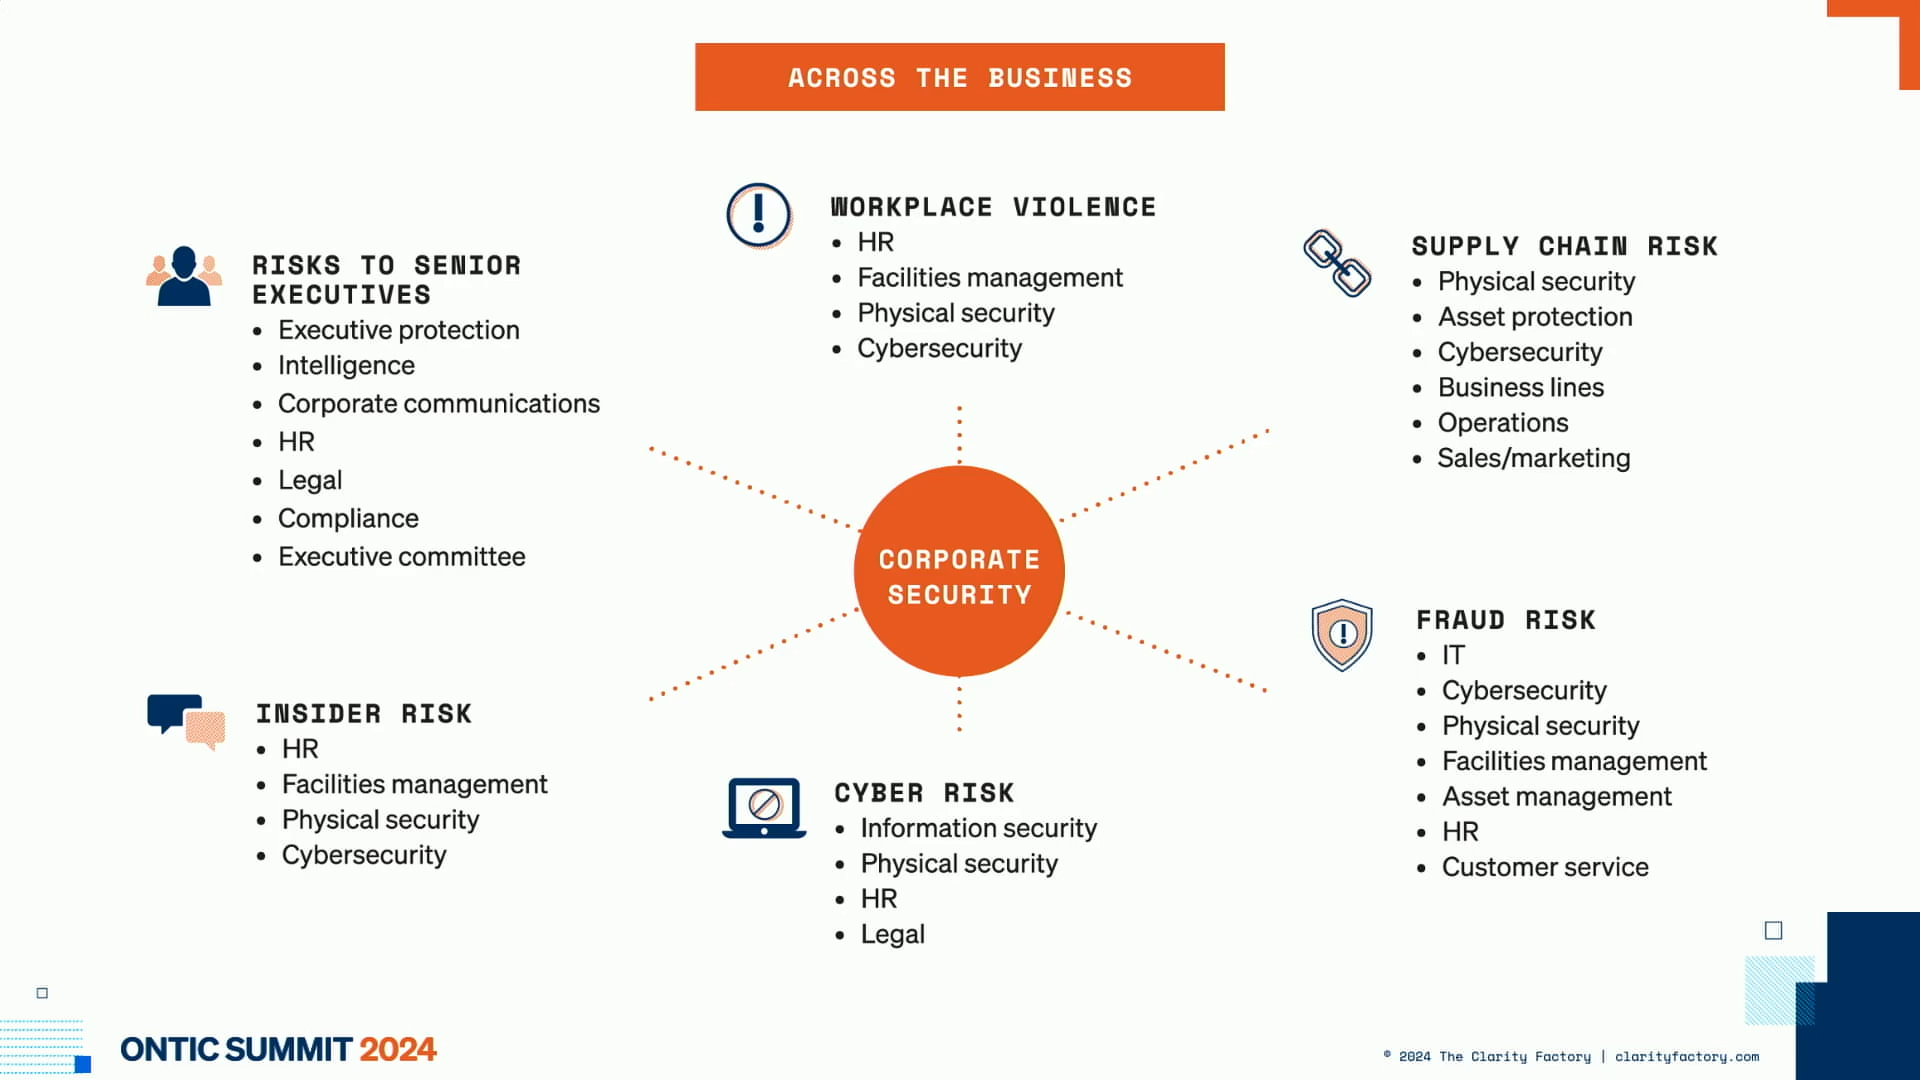 ACROSS THE BUSINESS
RISKS TO SENIOR
EXECUTIVES
• Executive protection
• Intelligence
• Corporate communications
• HR
• Legal
• Compliance
• Executive committee
WORKPLACE VIOLENCE
• HR
• Facilities management
• Physical security
• Cybersecurity
SUPPLY CHAIN RISK
• Physical security
• Asset protection
• Cybersecurity
• Business lines
• Operations
• Sales/marketing
CORPORATE
SECURITY
INSIDER RISK
• HR
• Facilities management
• Physical security
• Cybersecurity
CYBER RISK
• Information security
• Physical security
• HR
• Legal
FRAUD RISK
• IT
• Cybersecurity
• Physical security
• Facilities management
• Asset management
• HR
• Customer service
ONTIC SUMMIT 2024
© 2024 The Clarity Factory | clarityfactory.com